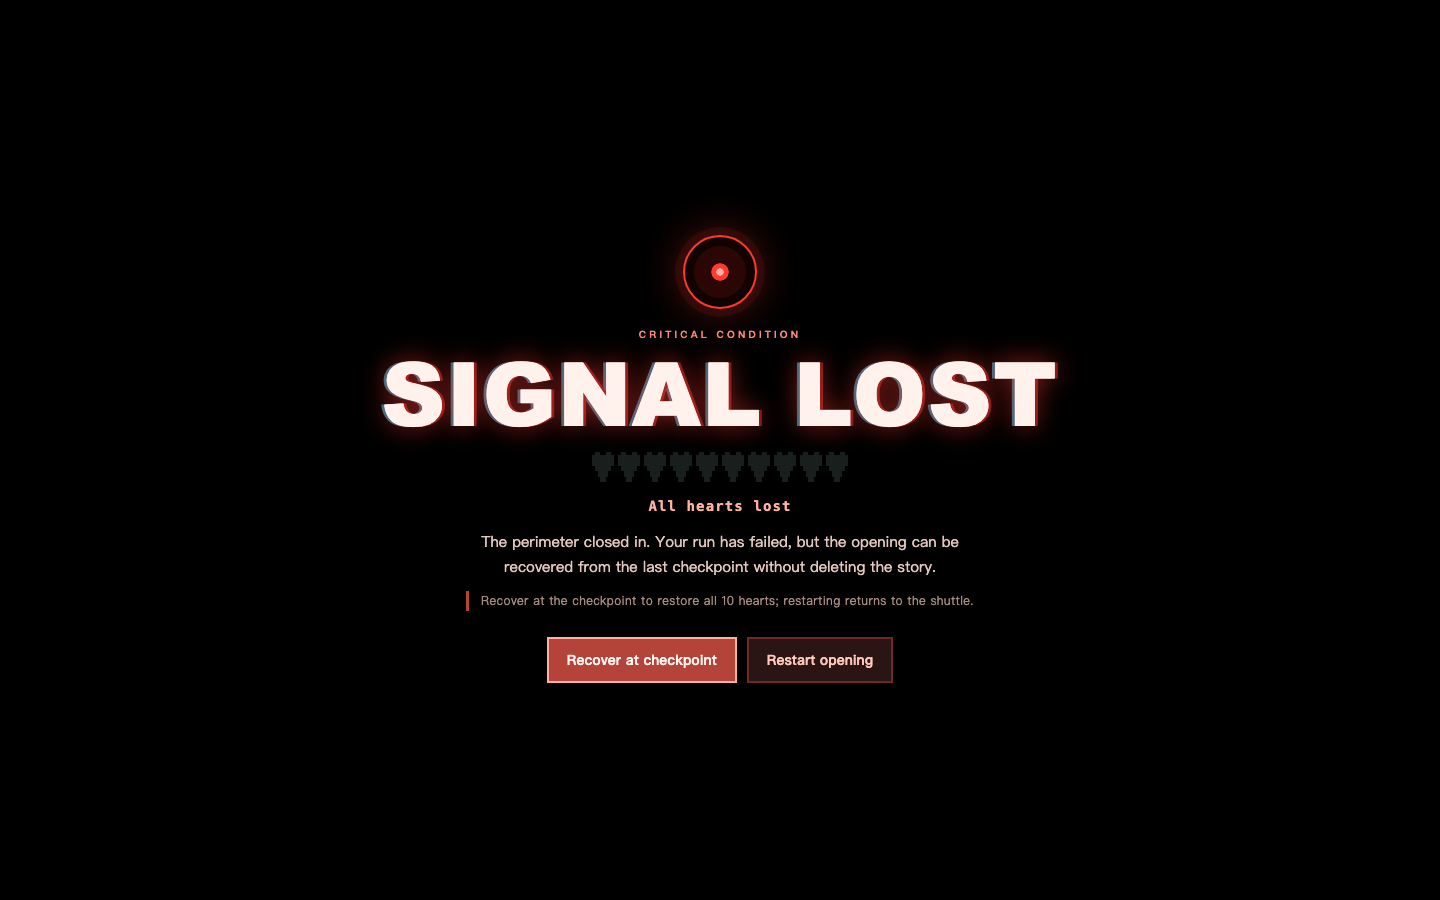 CRITICAL CONDITION
SIGNAL LOST
All hearts lost
The perimeter closed in. Your run has failed, but the opening can be
recovered from the last checkpoint without deleting the story.
Recover at the checkpoint to restore all 10 hearts; restarting returns to the shuttle.
Recover at checkpoint
Restart opening